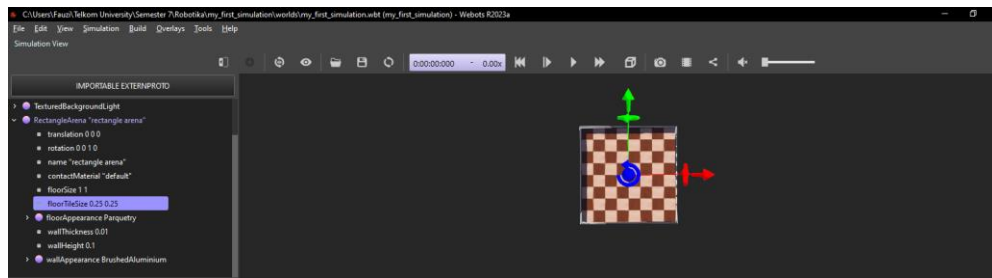 C:\Users\Fauzi\Telkom University\Semester 7\Robotika\my_first_simulation\worlds\my_first_simulation.wbt (my_first_simulation) - Webots R2023a
File Edit View Simulation Build Overlays Tools Help
Simulation View
0:00:00:000 - 0.00x
IMPORTABLE EXTERNPROTO
TexturedBackgroundLight
RectangleArena "rectangle arena"
translation 0 0 0
rotation 0 0 1 0
name "rectangle arena"
contactMaterial "default"
floorSize 1 1
floorTileSize 0.25 0.25
floorAppearance Parquetry
wallThickness 0.01
wallHeight 0.1
wallAppearance BrushedAluminium